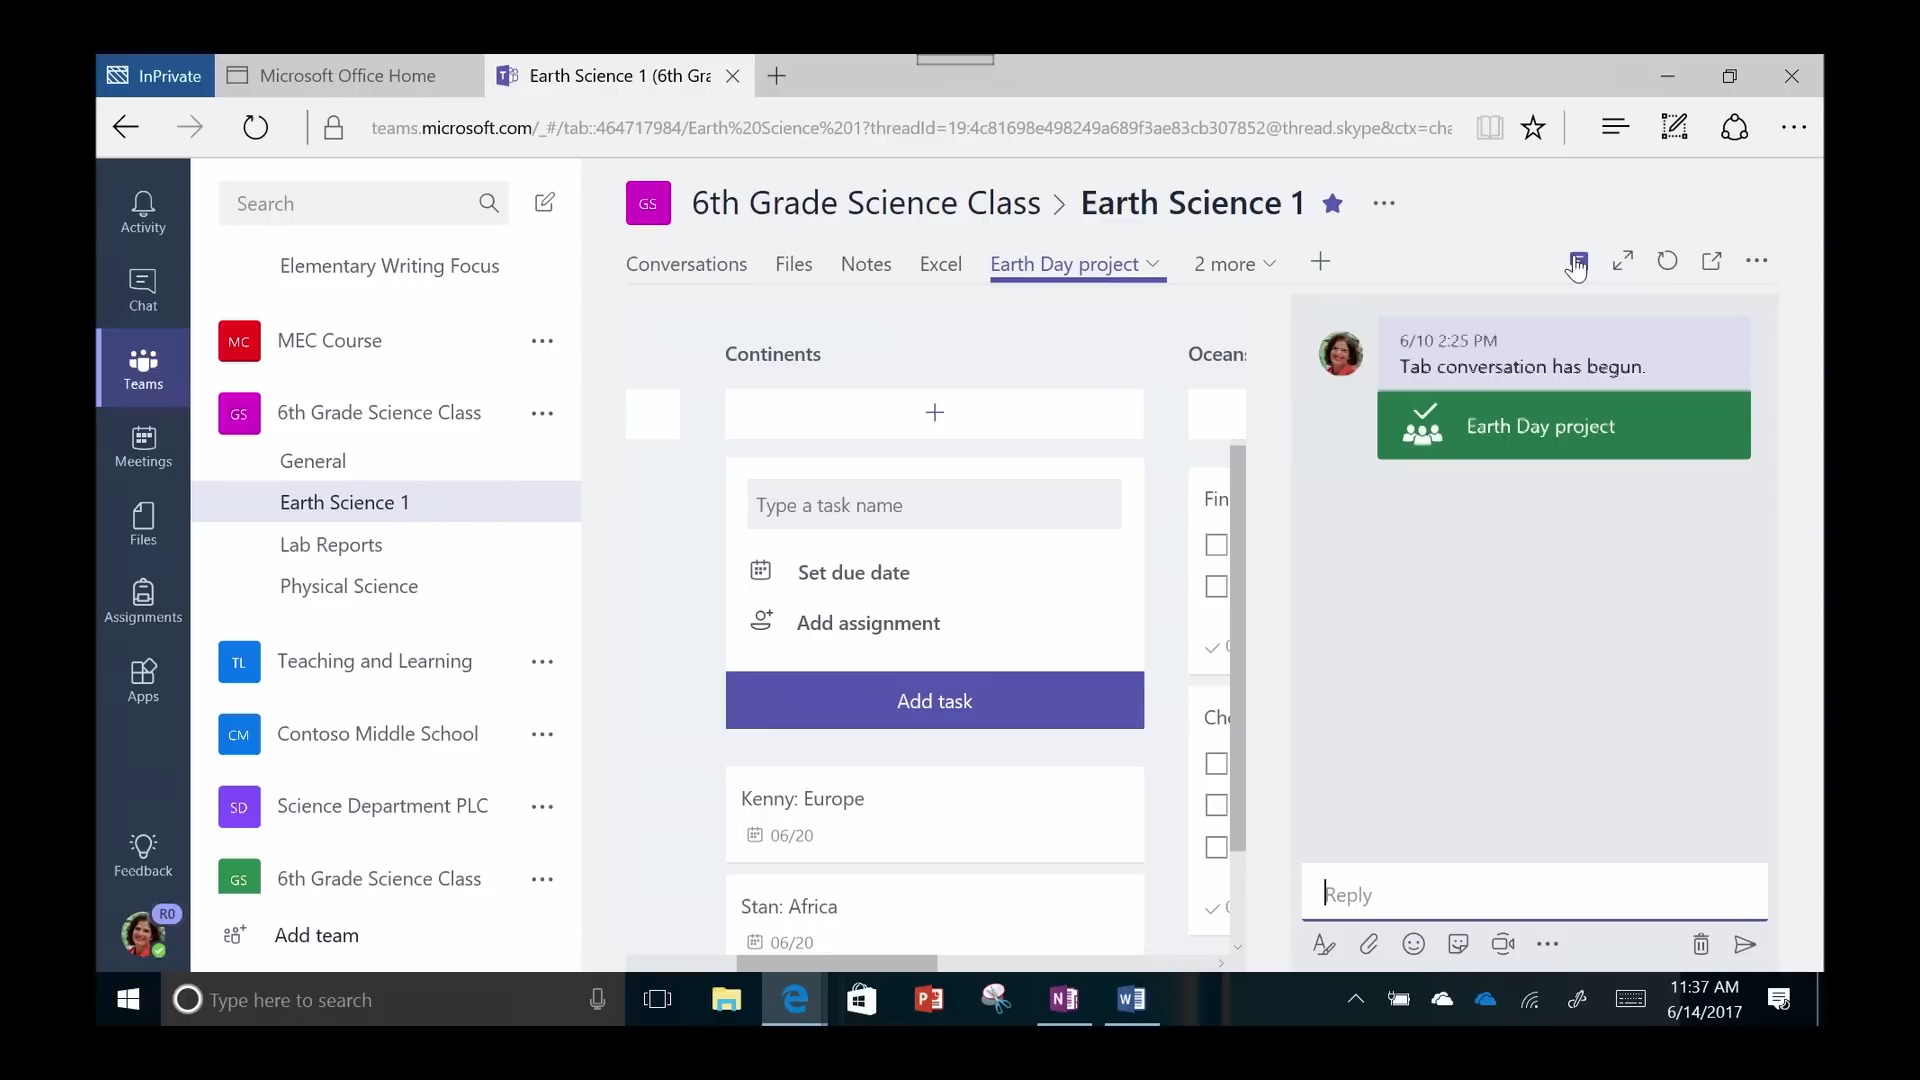 InPrivate
Microsoft Office Home
Earth Science 1 (6th Gra
teams.microsoft.com/_#/tab::464717984/Earth%20Science%201?threadId=19:4c81698e498249a689f3ae83cb307852@thread.skype&ctx=cha
Activity
Chat
Teams
Meetings
Files
Assignments
Apps
Feedback
R0
Search
Elementary Writing Focus
MC MEC Course
GS 6th Grade Science Class
General
Earth Science 1
Lab Reports
Physical Science
TL Teaching and Learning
CM Contoso Middle School
SD Science Department PLC
GS 6th Grade Science Class
Add team
GS 6th Grade Science Class > Earth Science 1
Conversations Files Notes Excel Earth Day project 2 more
Continents
Type a task name
Set due date
Add assignment
Add task
Kenny: Europe
06/20
Stan: Africa
06/20
Oceans
Fin
Che
6/10 2:25 PM
Tab conversation has begun.
Earth Day project
Reply
Type here to search
11:37 AM
6/14/2017